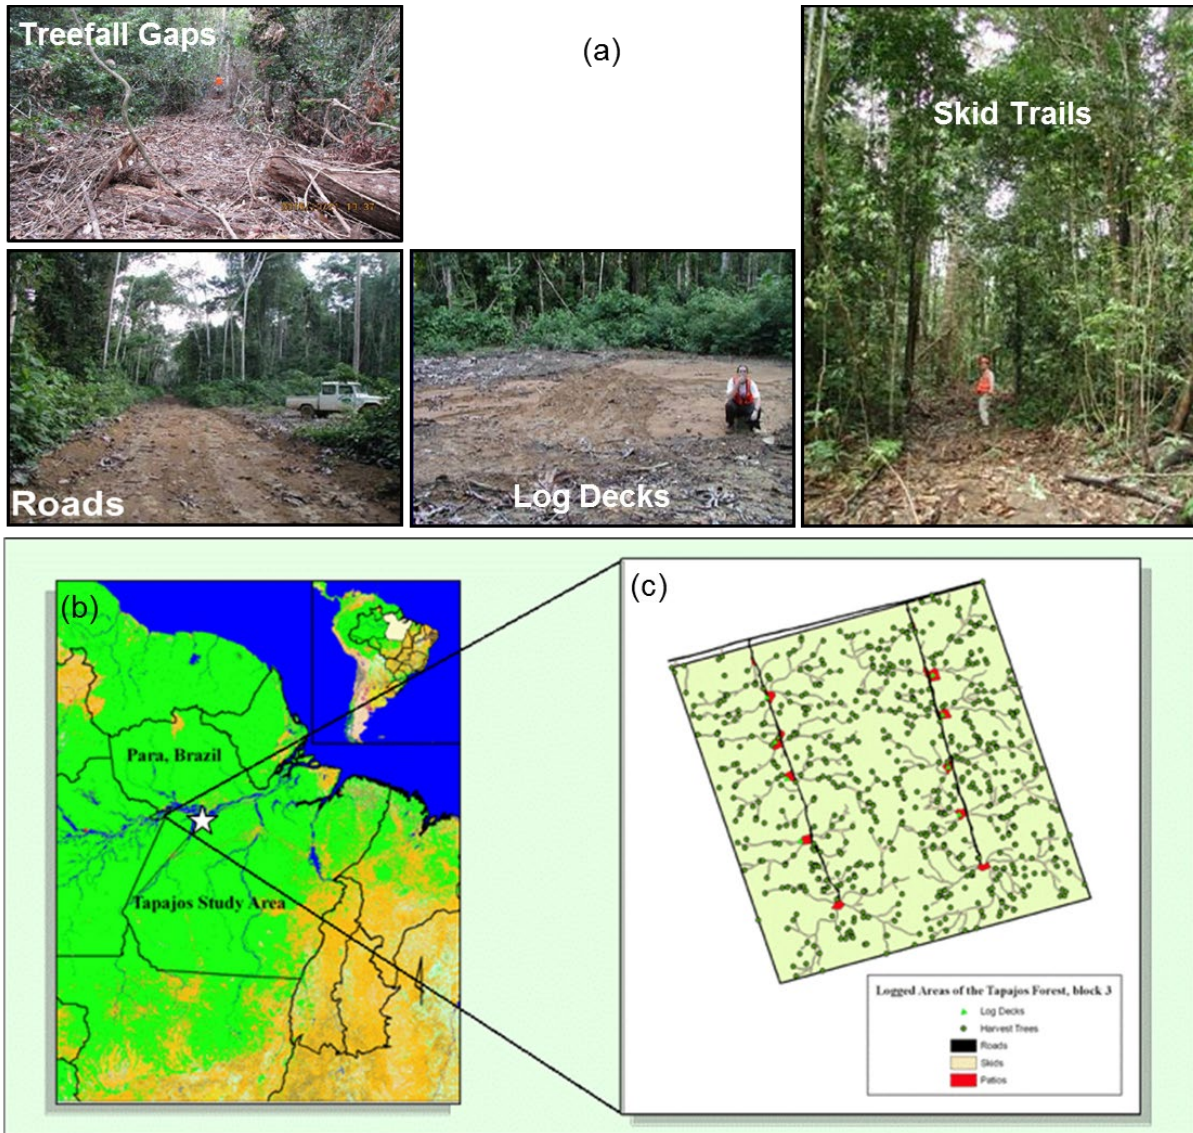 Treefall Gaps
(a)
Skid Trails
Roads
Log Decks
(b)
Para, Brazil
Tapajos Study Area
(c)
Logged Areas of the Tapajos Forest, block 3
Log Decks
Harvest Trees
Roads
Skids
Patios